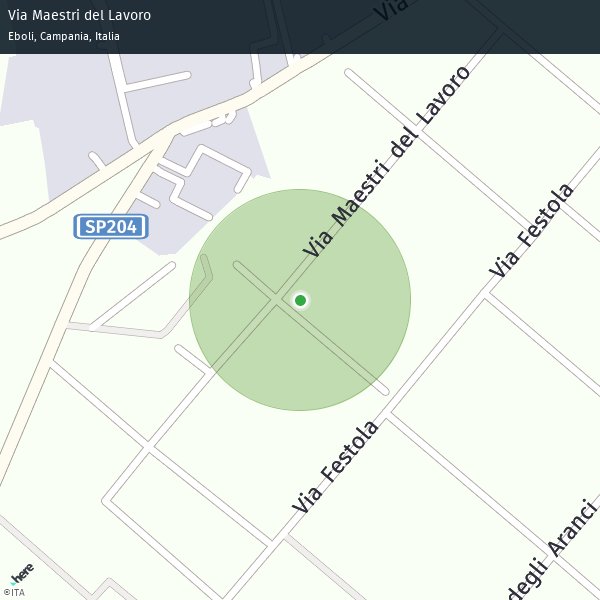 Via Maestri del Lavoro
Eboli, Campania, Italia
Via
Via Maestri del Lavoro
Via Festola
SP204
Via Festola
degli Aranci
here
©ITA